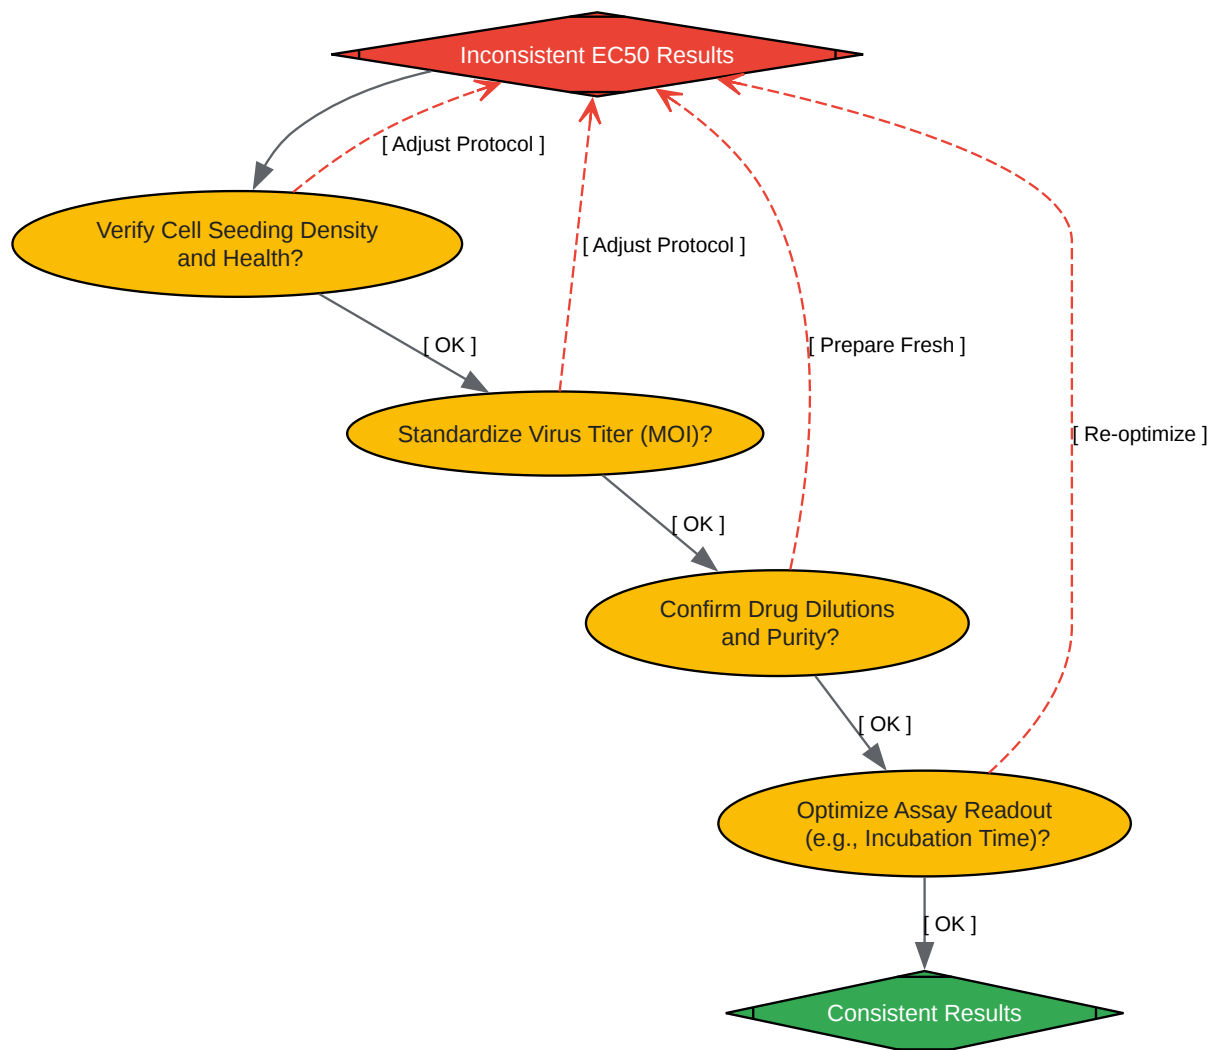 Inconsistent EC50 Results
[ Adjust Protocol ]
Verify Cell Seeding Density
and Health?
[ Adjust Protocol ]
[ OK ]
[ Prepare Fresh ]
Standardize Virus Titer (MOI)?
[ Re-optimize ]
[ OK ]
Confirm Drug Dilutions
and Purity?
[ OK ]
Optimize Assay Readout
(e.g., Incubation Time)?
[ OK ]
Consistent Results